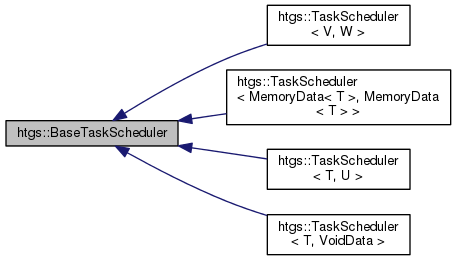 htgs::TaskScheduler
< V, W >
htgs::TaskScheduler
< MemoryData< T >, MemoryData
< T > >
htgs::BaseTaskScheduler
htgs::TaskScheduler
< T, U >
htgs::TaskScheduler
< T, VoidData >